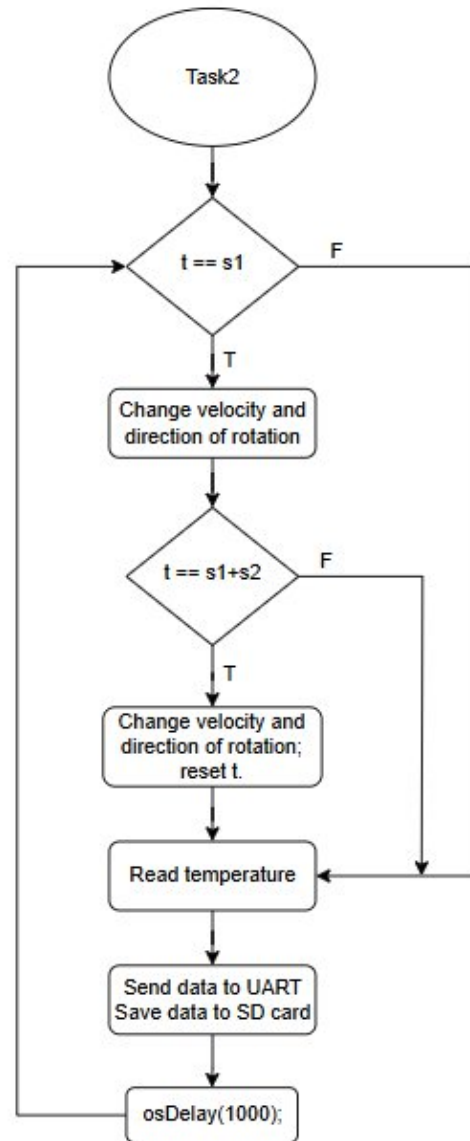 Task2
t == s1
F
T
Change velocity and
direction of rotation
t == s1+s2
F
T
Change velocity and
direction of rotation;
reset t.
Read temperature
Send data to UART
Save data to SD card
osDelay(1000);